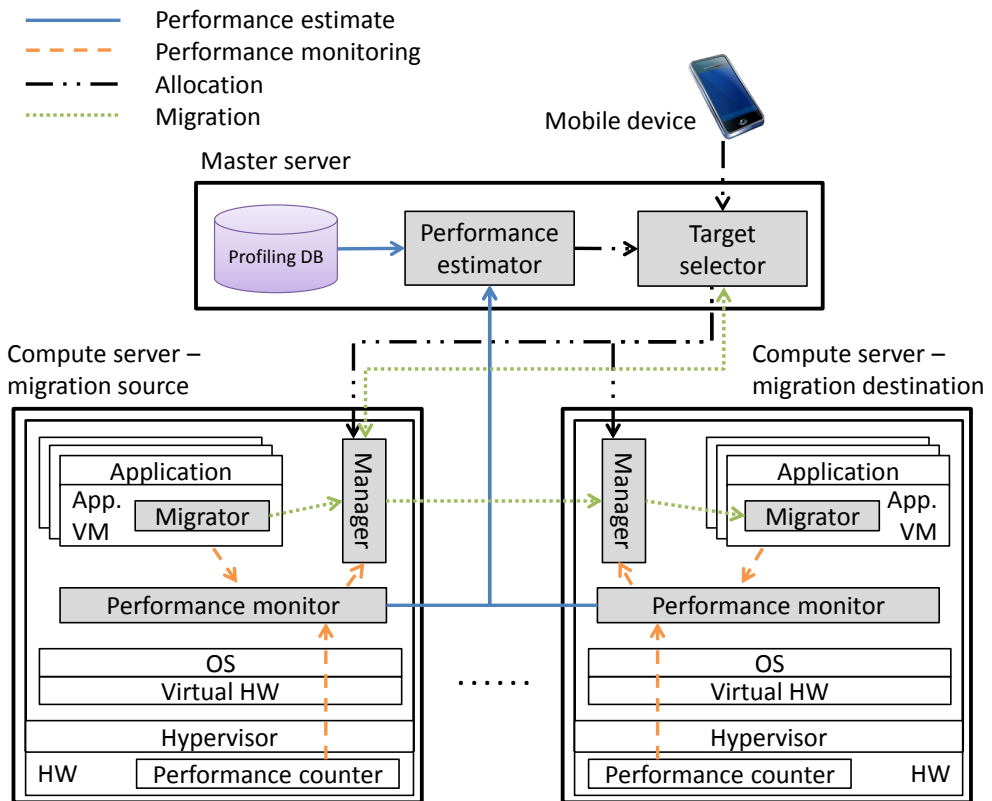 Performance estimate
Performance monitoring
Allocation
Migration
Mobile device
Master server
Profiling DB
Performance
estimator
Target
selector
Compute server –
migration source
Compute server –
migration destination
Application
App.
VM
Migrator
Manager
Performance monitor
OS
Virtual HW
Hypervisor
HW
Performance counter
......
Manager
Application
Migrator
App.
VM
Performance monitor
OS
Virtual HW
Hypervisor
Performance counter
HW